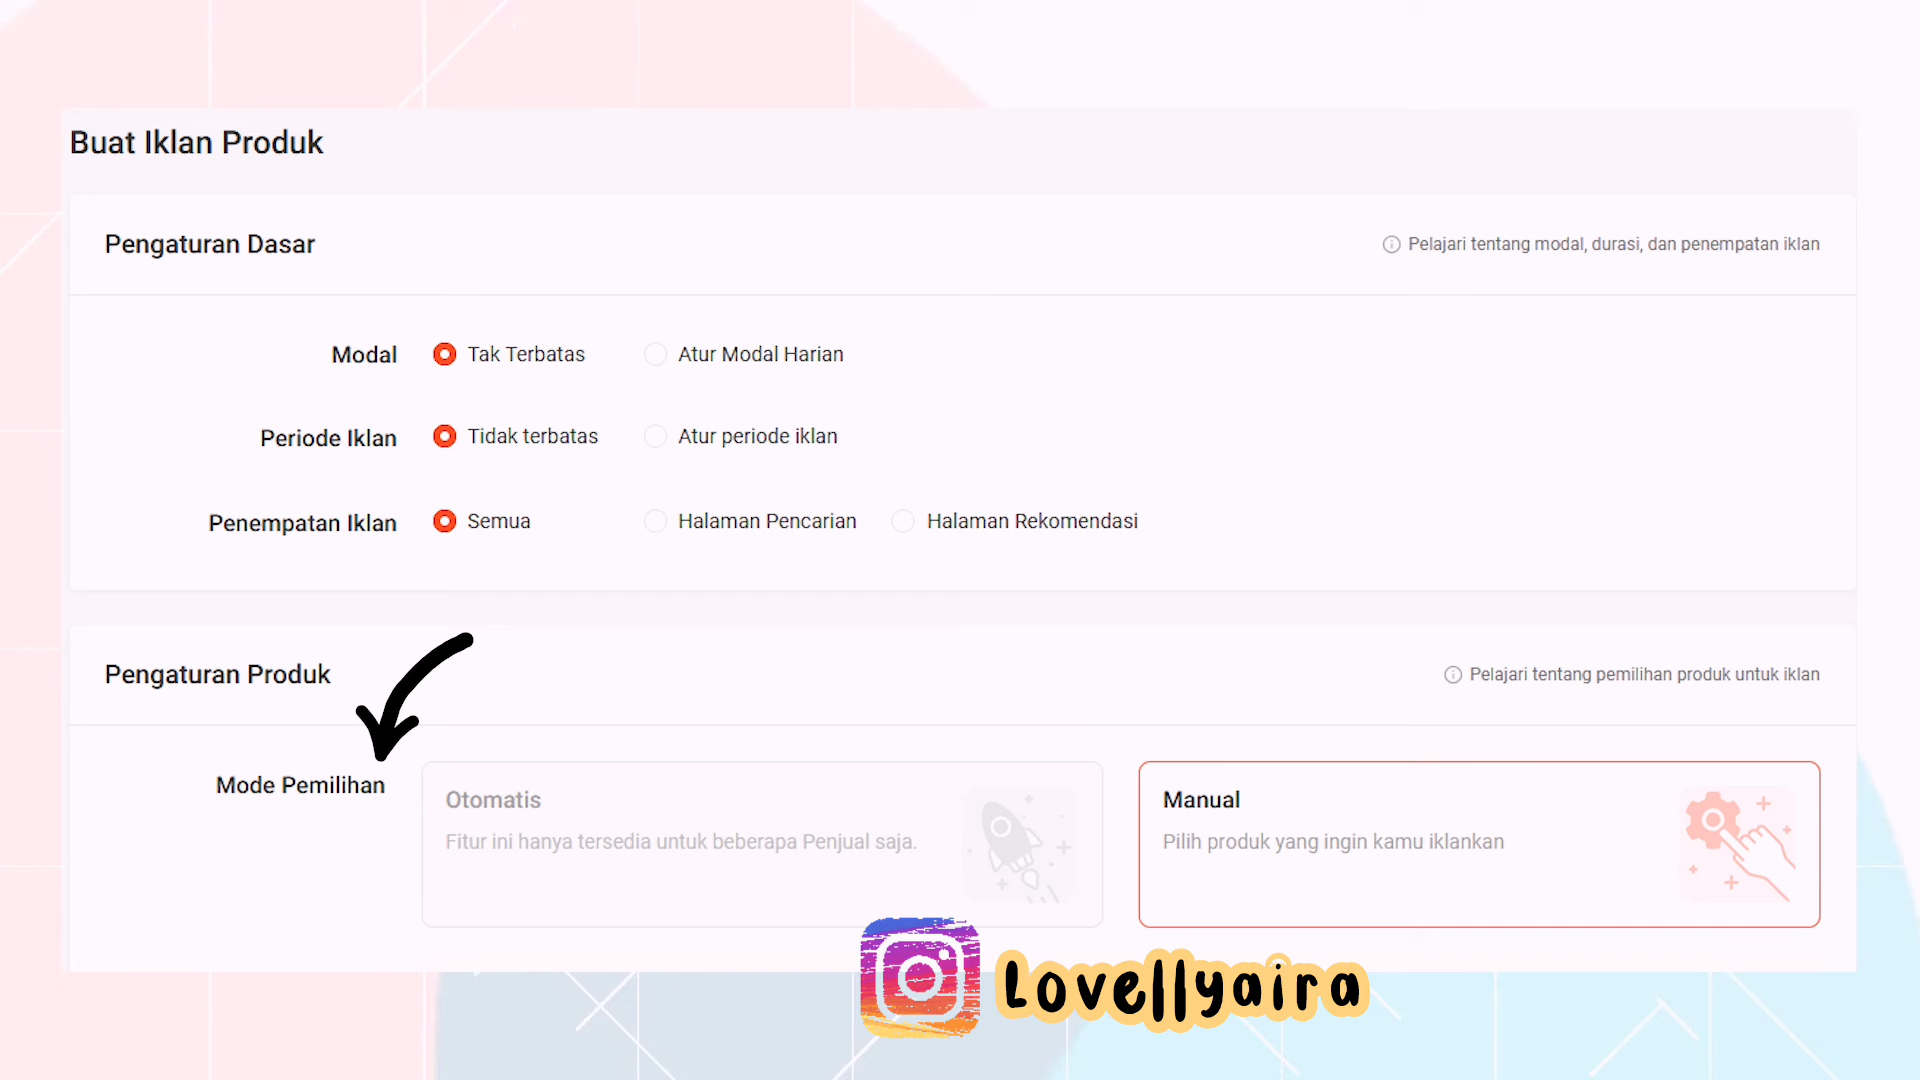 Buat Iklan Produk
Pengaturan Dasar
Pelajari tentang modal, durasi, dan penempatan iklan
Modal
Tak Terbatas
Atur Modal Harian
Periode Iklan
Tidak terbatas
Atur periode iklan
Penempatan Iklan
Semua
Halaman Pencarian
Halaman Rekomendasi
Pengaturan Produk
Pelajari tentang pemilihan produk untuk iklan
Mode Pemilihan
Otomatis
Fitur ini hanya tersedia untuk beberapa Penjual saja.
Manual
Pilih produk yang ingin kamu iklankan
Lovellyaira